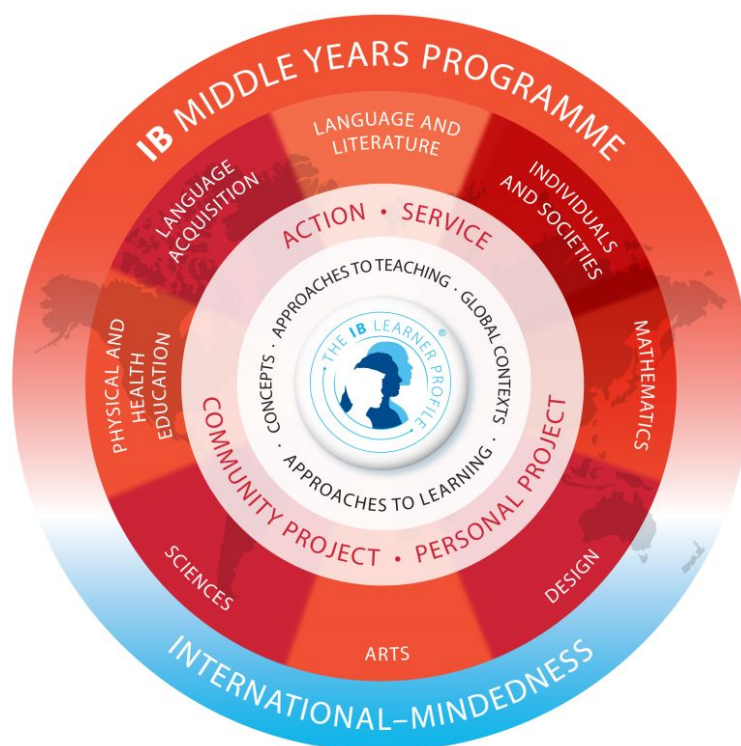 IB MIDDLE YEARS PROGRAMME
LANGUAGE AND
LITERATURE
INDIVIDUALS
AND SOCIETIES
MATHEMATICS
DESIGN
ARTS
SCIENCES
PHYSICAL AND
HEALTH
EDUCATION
LANGUAGE
ACQUISITION
ACTION • SERVICE
PERSONAL PROJECT
•
COMMUNITY PROJECT
APPROACHES TO TEACHING ·
GLOBAL CONTEXTS ·
APPROACHES TO LEARNING ·
CONCEPTS ·
· THE IB LEARNER PROFILE ® ·
INTERNATIONAL–MINDEDNESS